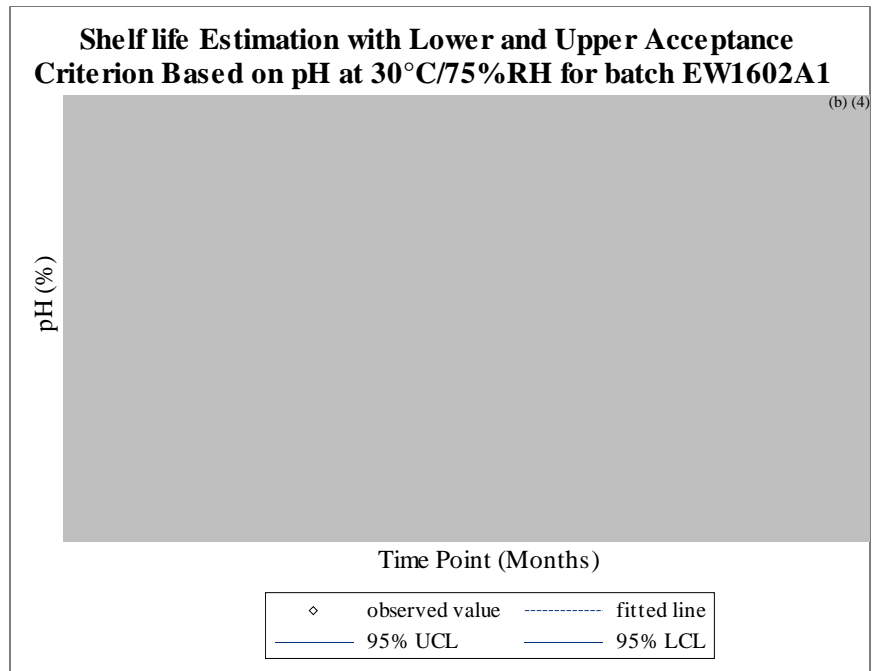 Shelf life Estimation with Lower and Upper Acceptance
Criterion Based on pH at 30°C/75%RH for batch EW1602A1
(b) (4)
pH (%)
Time Point (Months)
observed value fitted line
95% UCL 95% LCL